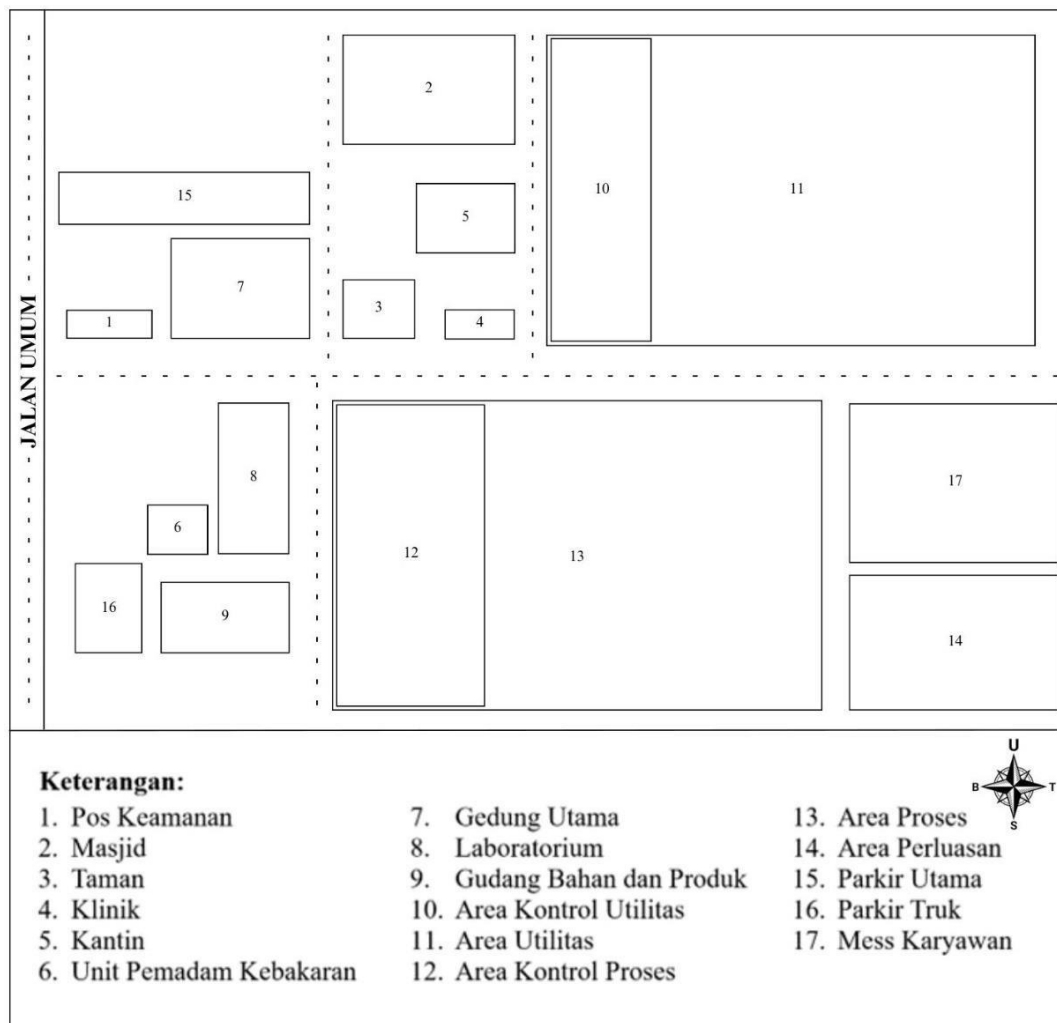 2
15
10
11
5
7
3
1
4
JALAN UMUM
8
17
6
12
13
16
9
14
U
B
T
S
Keterangan:
1. Pos Keamanan
2. Masjid
3. Taman
4. Klinik
5. Kantin
6. Unit Pemadam Kebakaran
7. Gedung Utama
8. Laboratorium
9. Gudang Bahan dan Produk
10. Area Kontrol Utilitas
11. Area Utilitas
12. Area Kontrol Proses
13. Area Proses
14. Area Perluasan
15. Parkir Utama
16. Parkir Truk
17. Mess Karyawan